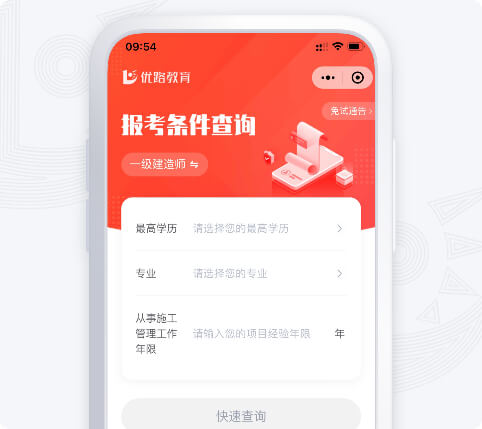 09:54
优路教育
免试通告
报考条件查询
一级建造师
最高学历 请选择您的最高学历
专业 请选择您的专业
从事施工
管理工作 请输入您的项目经验年限 年
年限
快速查询